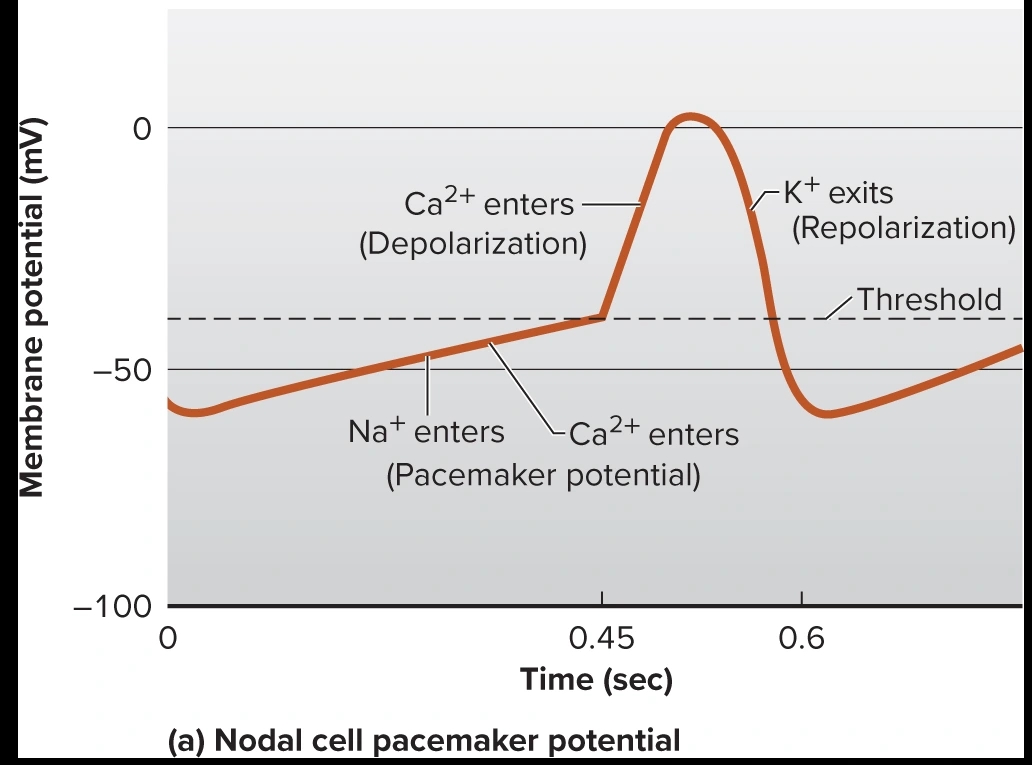 Membrane potential (mV)
0
Ca²⁺ enters
(Depolarization)
K⁺ exits
(Repolarization)
Threshold
–50
Na⁺ enters
Ca²⁺ enters
(Pacemaker potential)
–100
0
0.45
0.6
Time (sec)
(a) Nodal cell pacemaker potential